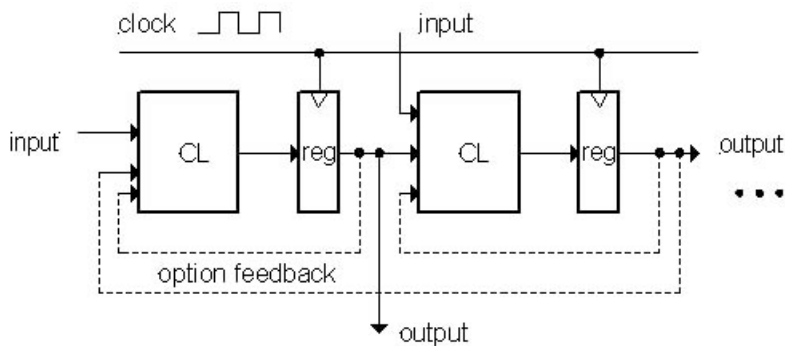 clock
input
input
CL
reg
CL
reg
output
option feedback
output